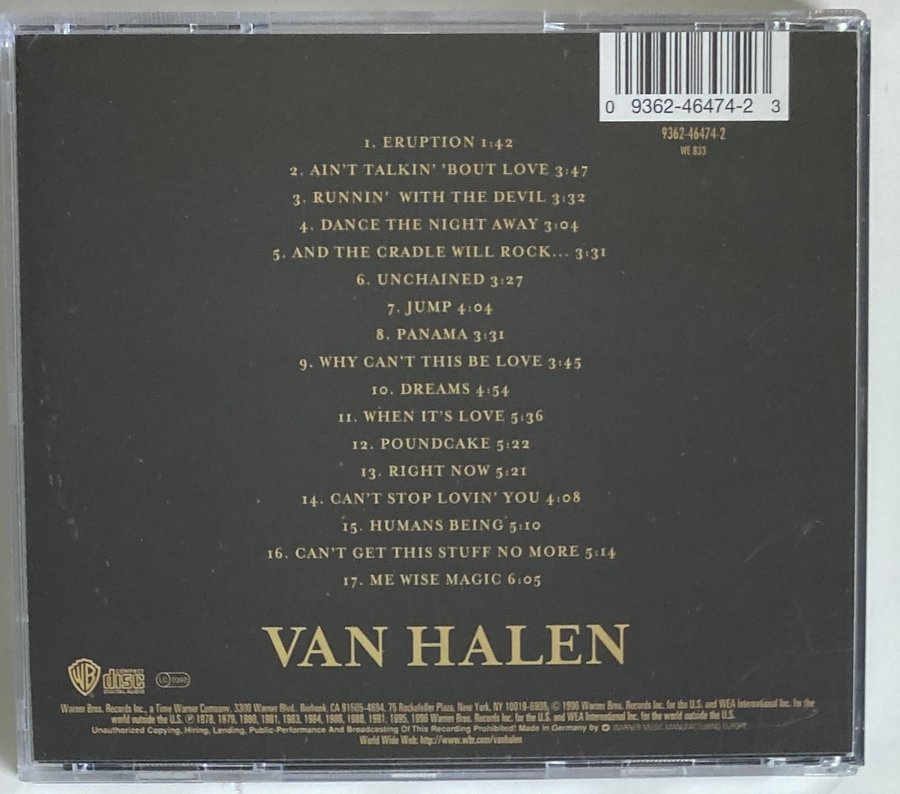 0 9362-46474-2 3
9362-46474-2
WE 833
1. ERUPTION 1:42
2. AIN'T TALKIN' 'BOUT LOVE 3:47
3. RUNNIN' WITH THE DEVIL 3:32
4. DANCE THE NIGHT AWAY 3:04
5. AND THE CRADLE WILL ROCK... 3:31
6. UNCHAINED 3:27
7. JUMP 4:04
8. PANAMA 3:31
9. WHY CAN'T THIS BE LOVE 3:45
10. DREAMS 4:54
11. WHEN IT'S LOVE 5:36
12. POUNDCAKE 5:22
13. RIGHT NOW 5:21
14. CAN'T STOP LOVIN' YOU 4:08
15. HUMANS BEING 5:10
16. CAN'T GET THIS STUFF NO MORE 5:14
17. ME WISE MAGIC 6:05
VAN HALEN
WB COMPACT disc DIGITAL AUDIO LC
Warner Bros. Records Inc., a Time Warner Company, 3300 Warner Blvd., Burbank, CA 91505-4694. 75 Rockefeller Plaza, New York, NY 10019-6908. © 1996 Warner Bros. Records Inc. for the U.S. and WEA International Inc. for the
world outside the U.S. ℗ 1978, 1979, 1980, 1981, 1983, 1984, 1986, 1988, 1991, 1995, 1996 Warner Bros. Records Inc. for the U.S. and WEA International Inc. for the world outside the U.S.
Unauthorized Copying, Hiring, Lending, Public-Performance And Broadcasting Of This Recording Prohibited. Made in Germany by WARNER MUSIC MANUFACTURING EUROPE
World Wide Web: http://www.wbr.com/vanhalen